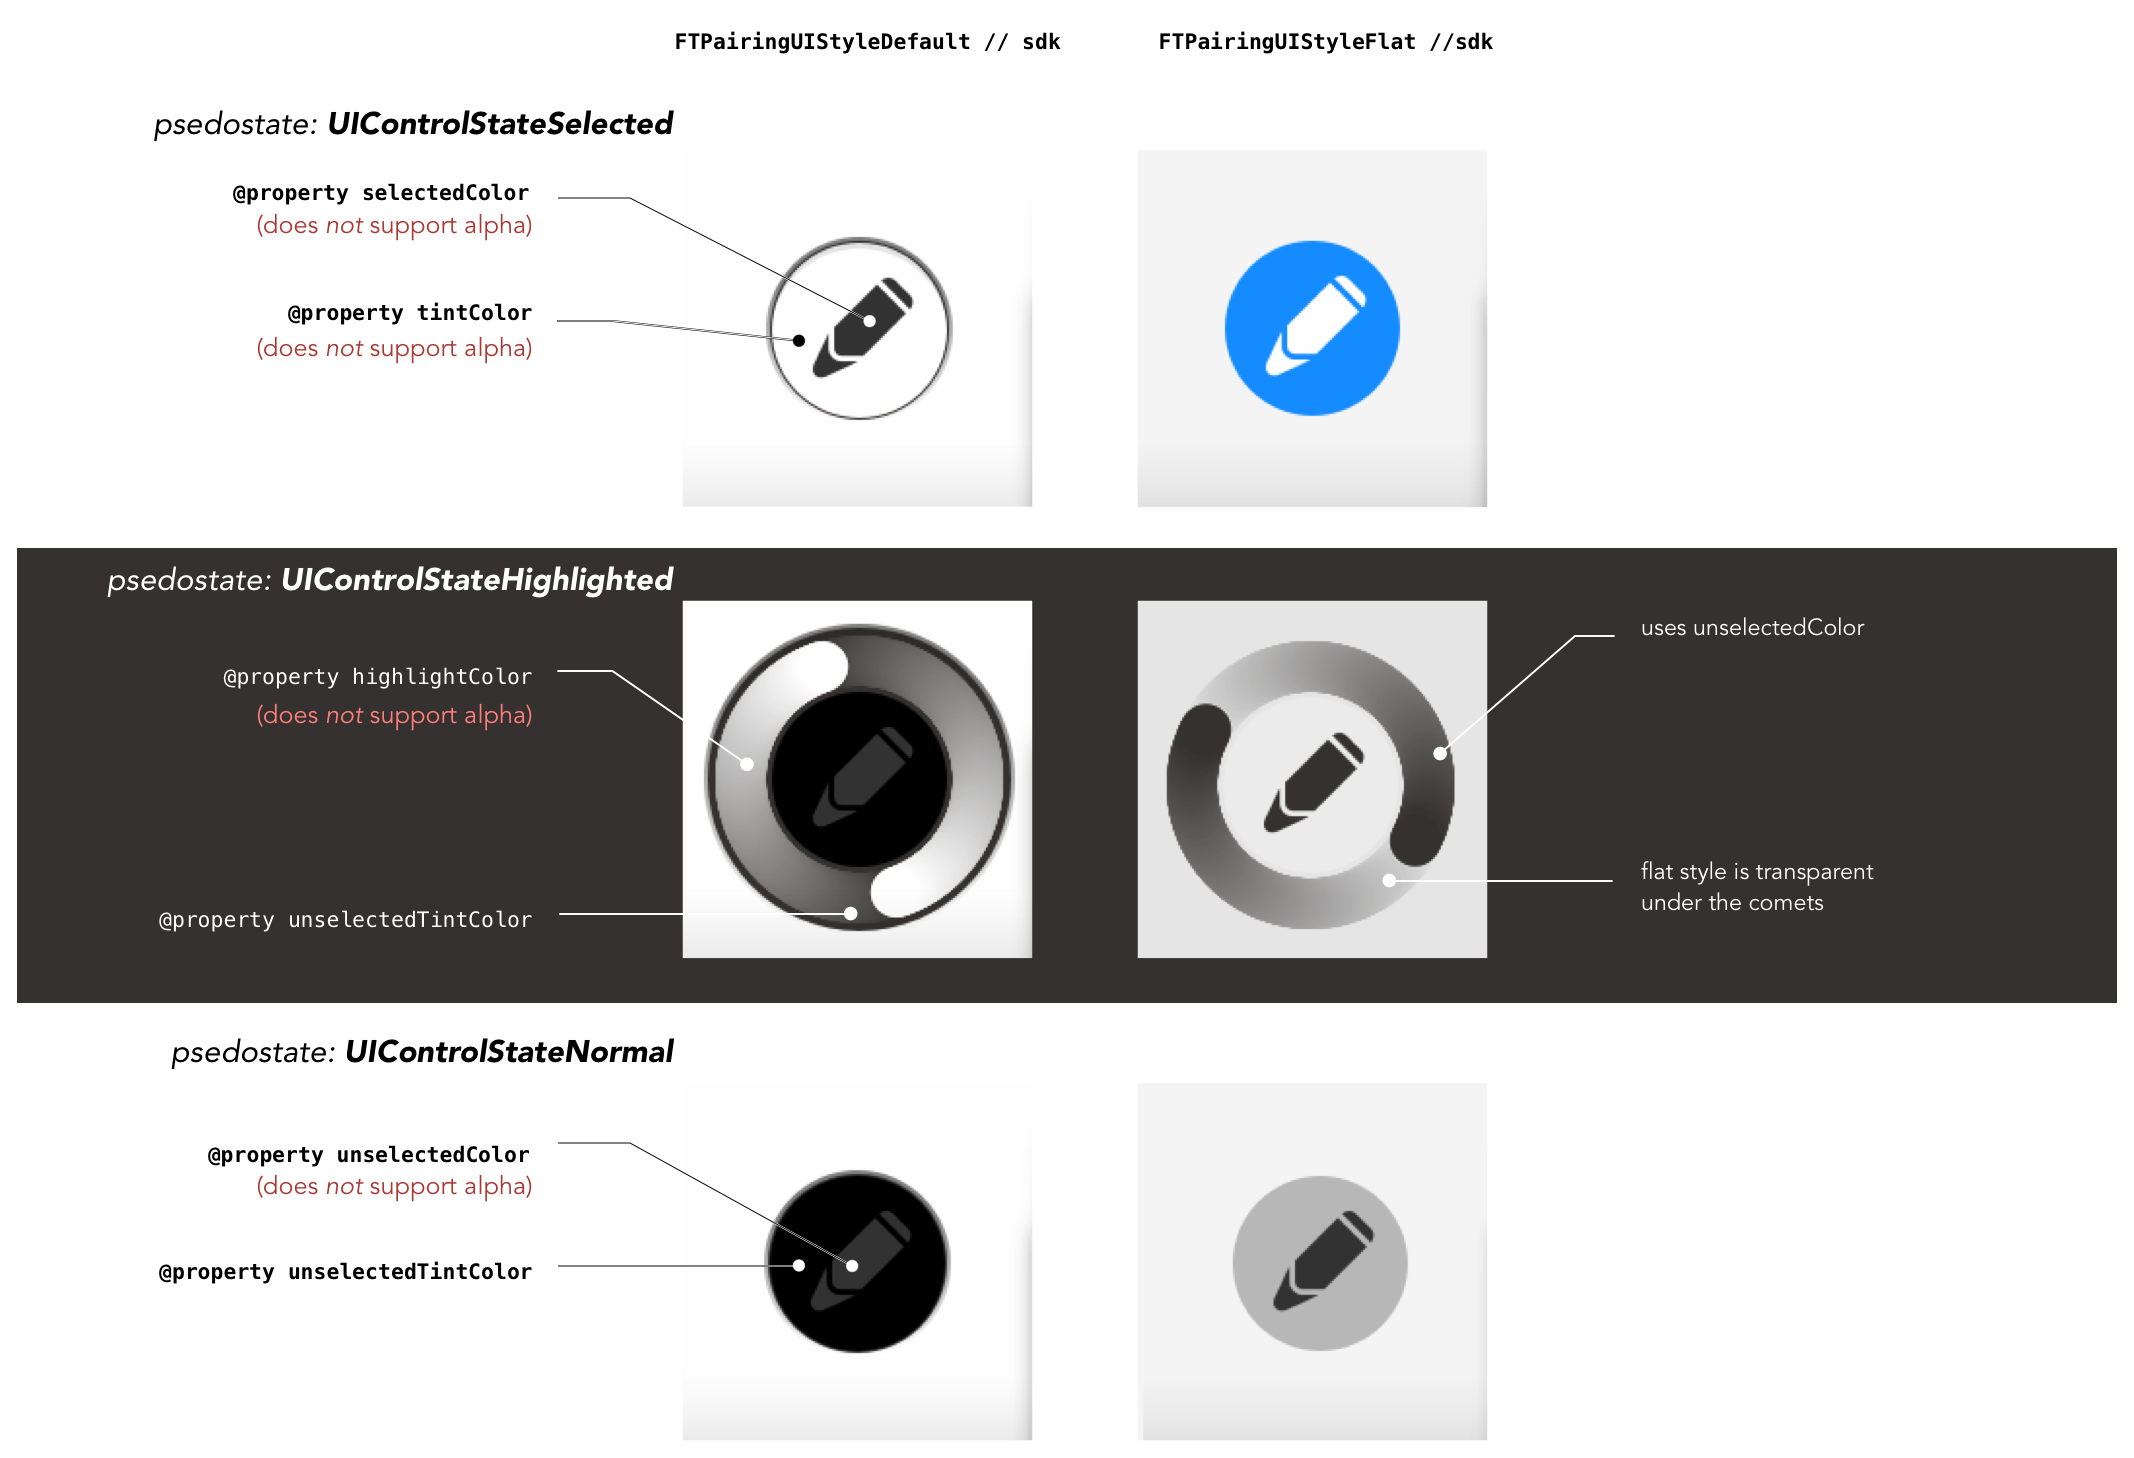 FTPairingUIStyleDefault // sdk
FTPairingUIStyleFlat //sdk
psedostate: UIControlStateSelected
@property selectedColor
(does not support alpha)
@property tintColor
(does not support alpha)
psedostate: UIControlStateHighlighted
@property highlightColor
(does not support alpha)
@property unselectedTintColor
uses unselectedColor
flat style is transparent
under the comets
psedostate: UIControlStateNormal
@property unselectedColor
(does not support alpha)
@property unselectedTintColor